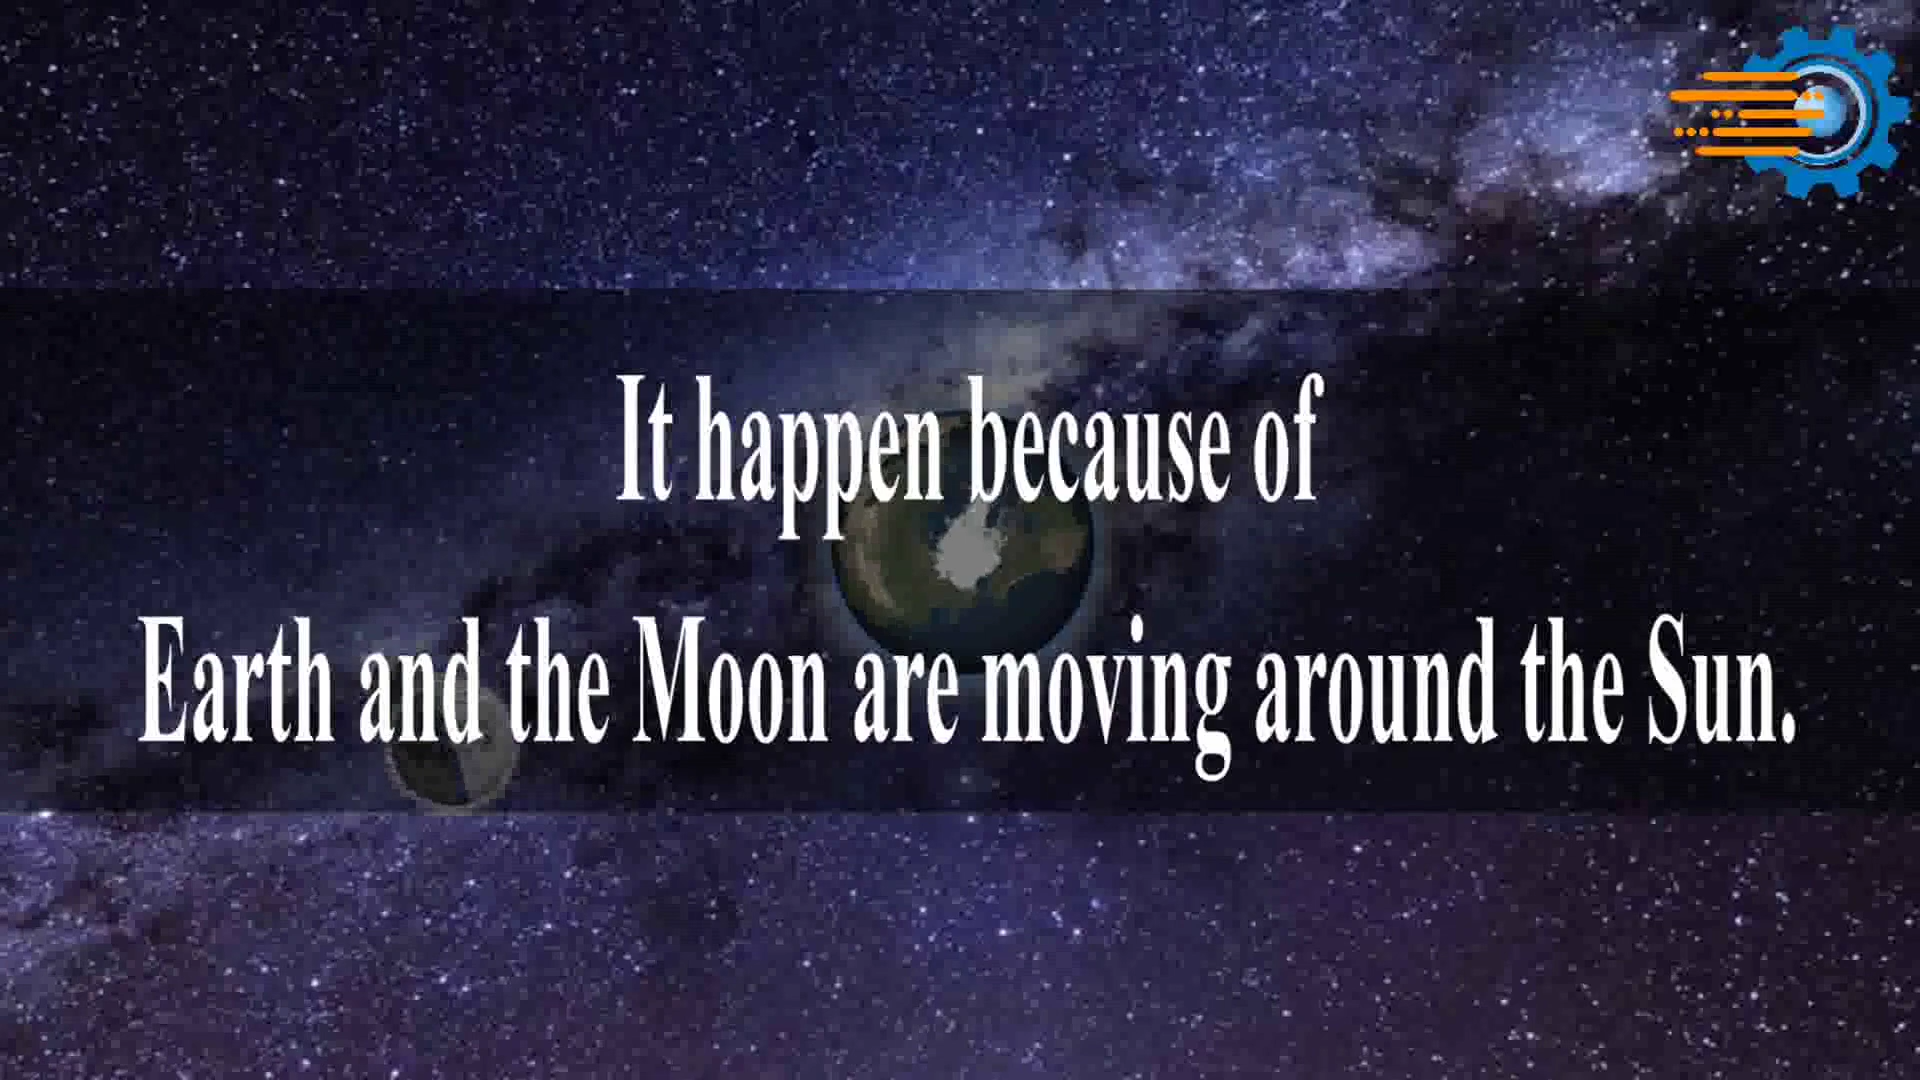 It happen because of
Earth and the Moon are moving around the Sun.